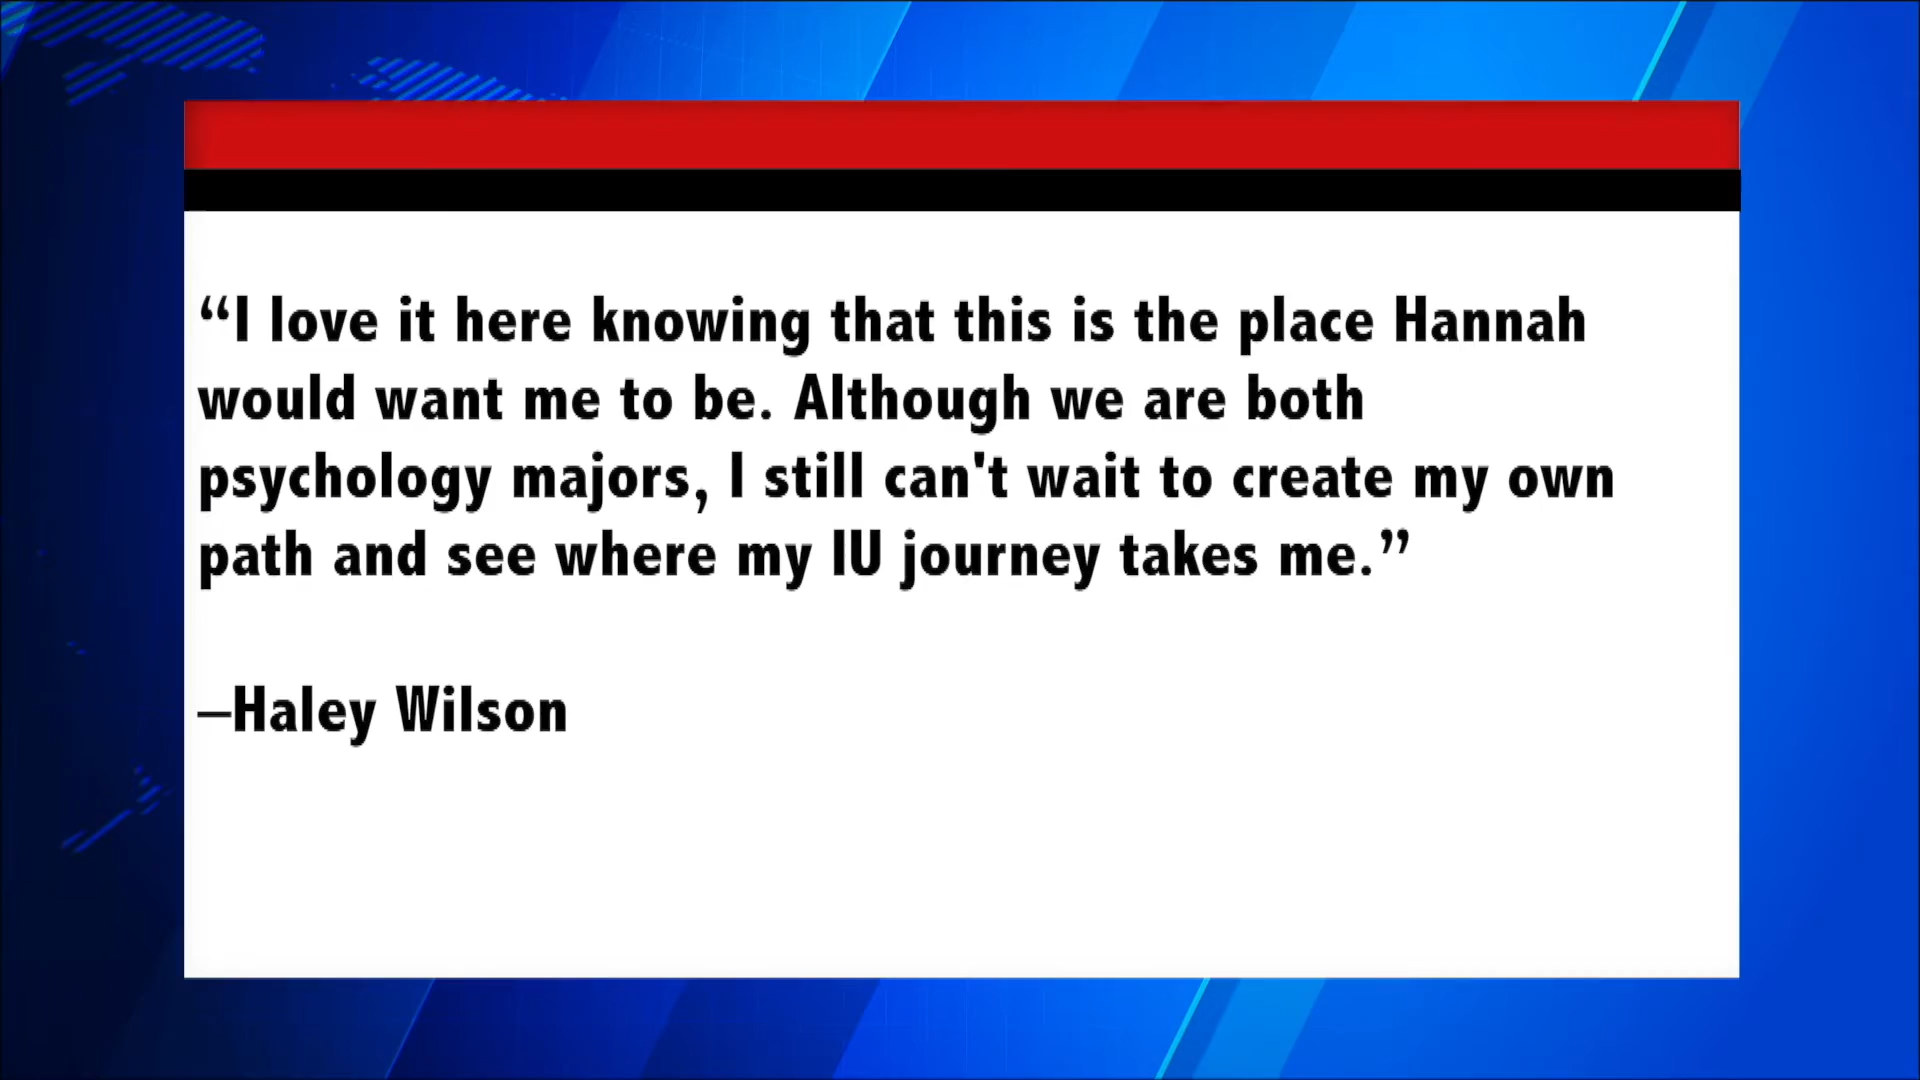 “I love it here knowing that this is the place Hannah
would want me to be. Although we are both
psychology majors, I still can't wait to create my own
path and see where my IU journey takes me.”
–Haley Wilson